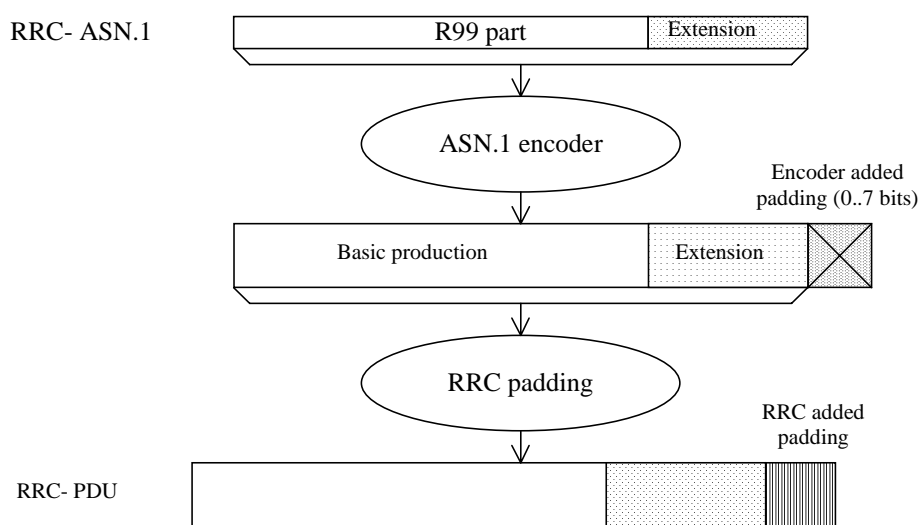 RRC- ASN.1
R99 part
Extension
ASN.1 encoder
Encoder added
padding (0..7 bits)
Basic production
Extension
RRC padding
RRC added
padding
RRC- PDU